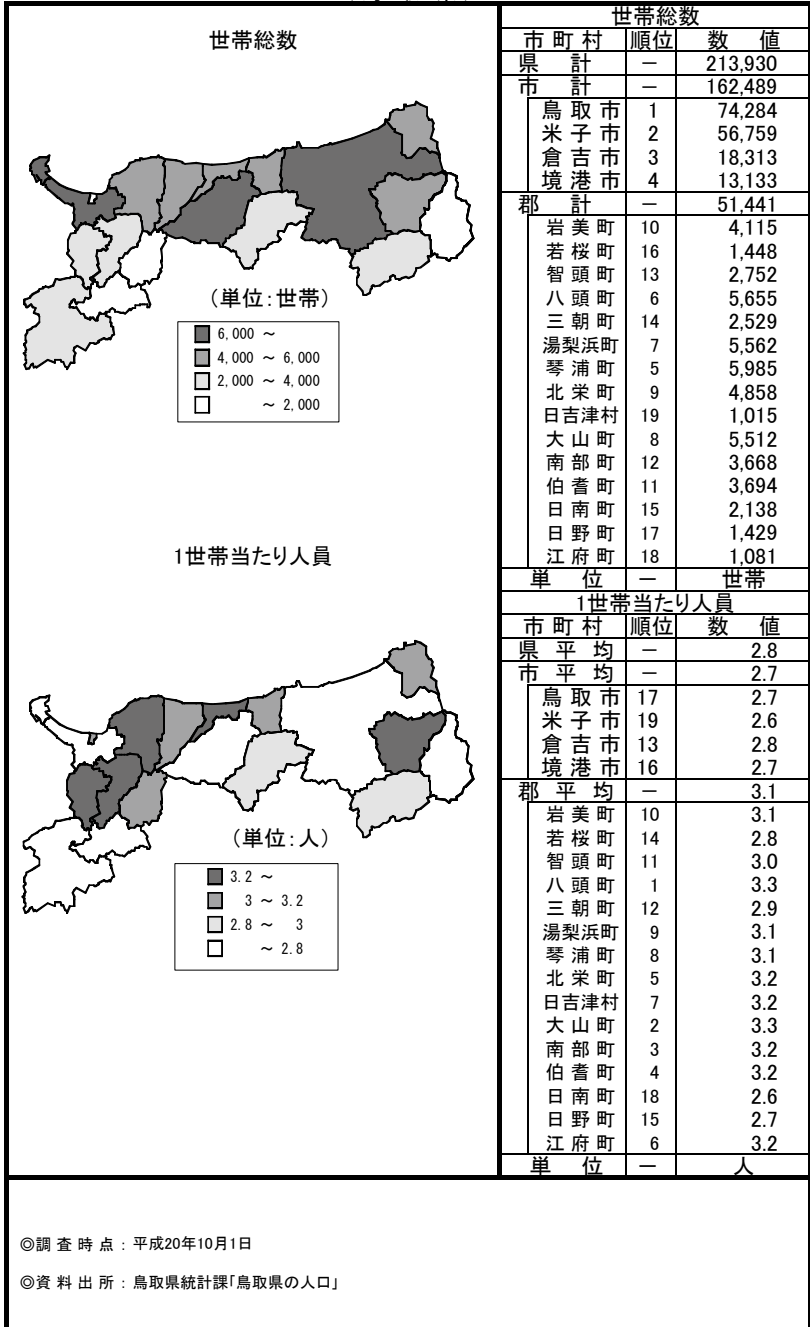 世帯総数
(単位:世帯)
6,000 ~
4,000 ~ 6,000
2,000 ~ 4,000
~ 2,000
1世帯当たり人員
(単位:人)
3.2 ~
3 ~ 3.2
2.8 ~ 3
~ 2.8
世帯総数
市町村 順位 数値
県計 － 213,930
市計 － 162,489
鳥取市 1 74,284
米子市 2 56,759
倉吉市 3 18,313
境港市 4 13,133
郡計 － 51,441
岩美町 10 4,115
若桜町 16 1,448
智頭町 13 2,752
八頭町 6 5,655
三朝町 14 2,529
湯梨浜町 7 5,562
琴浦町 5 5,985
北栄町 9 4,858
日吉津村 19 1,015
大山町 8 5,512
南部町 12 3,668
伯耆町 11 3,694
日南町 15 2,138
日野町 17 1,429
江府町 18 1,081
単位 － 世帯
1世帯当たり人員
市町村 順位 数値
県平均 － 2.8
市平均 － 2.7
鳥取市 17 2.7
米子市 19 2.6
倉吉市 13 2.8
境港市 16 2.7
郡平均 － 3.1
岩美町 10 3.1
若桜町 14 2.8
智頭町 11 3.0
八頭町 1 3.3
三朝町 12 2.9
湯梨浜町 9 3.1
琴浦町 8 3.1
北栄町 5 3.2
日吉津村 7 3.2
大山町 2 3.3
南部町 3 3.2
伯耆町 4 3.2
日南町 18 2.6
日野町 15 2.7
江府町 6 3.2
単位 － 人
◎調査時点:平成20年10月1日
◎資料出所:鳥取県統計課「鳥取県の人口」